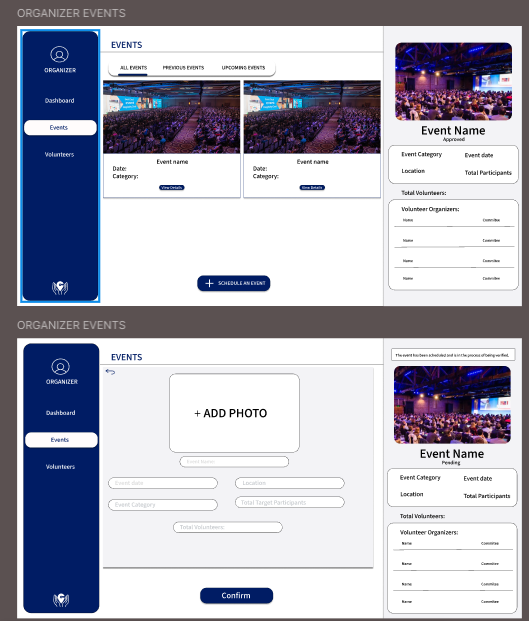 ORGANIZER EVENTS
ORGANIZER
Dashboard
Events
Volunteers
EVENTS
ALL EVENTS PREVIOUS EVENTS UPCOMING EVENTS
Event name
Date:
Category:
View Details
Event name
Date:
Category:
View Details
+ SCHEDULE AN EVENT
Event Name
Approved
Event Category Event date
Location Total Participants
Total Volunteers:
Volunteer Organizers:
Name Committee
Name Committee
Name Committee
Name Committee
ORGANIZER EVENTS
ORGANIZER
Dashboard
Events
Volunteers
EVENTS
+ ADD PHOTO
Event Name
Event date Location
Event Category Total Target Participants
Total Volunteers
Confirm
The event has been scheduled and is in the process of being verified.
Event Name
Pending
Event Category Event date
Location Total Participants
Total Volunteers:
Volunteer Organizers:
Name Committee
Name Committee
Name Committee
Name Committee